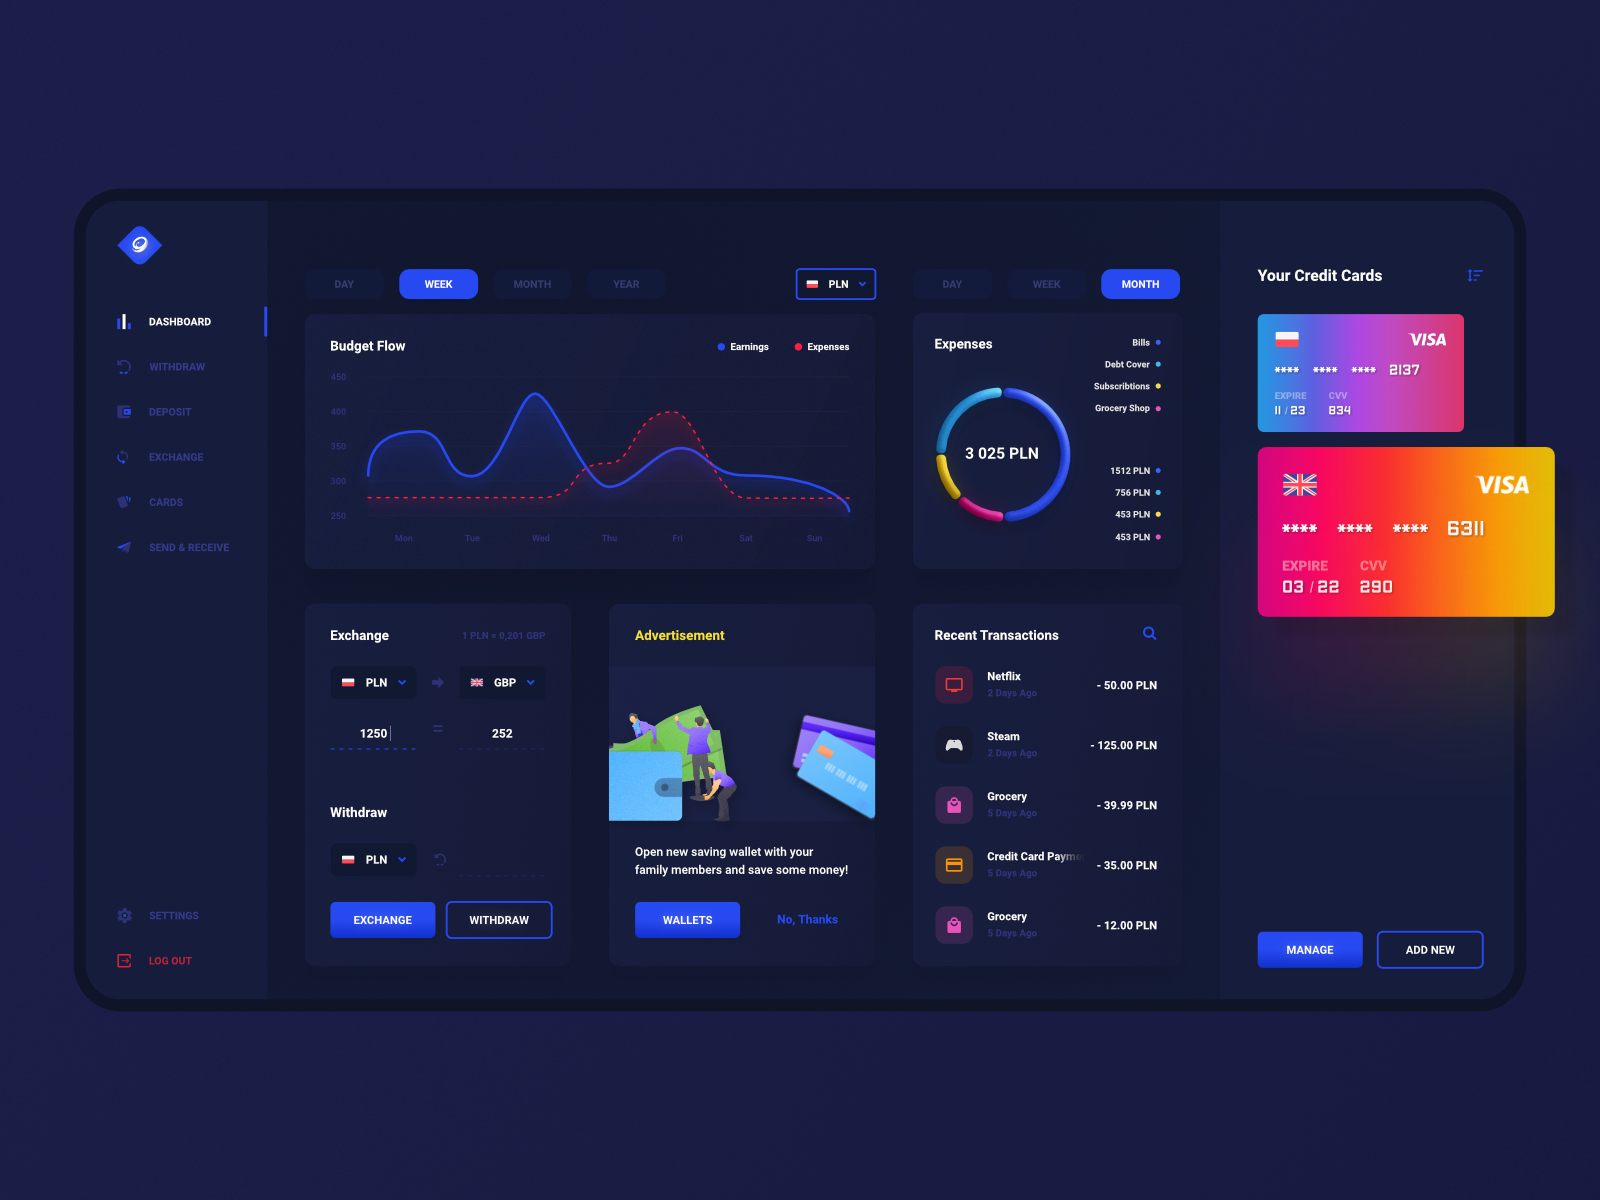 DASHBOARD
WITHDRAW
DEPOSIT
EXCHANGE
CARDS
SEND & RECEIVE
SETTINGS
LOG OUT
DAY WEEK MONTH YEAR
PLN
Budget Flow
Earnings Expenses
450
400
350
300
250
Mon Tue Wed Thu Fri Sat Sun
DAY WEEK MONTH
Expenses
Bills
Debt Cover
Subscribtions
Grocery Shop
3 025 PLN
1512 PLN
756 PLN
453 PLN
453 PLN
Exchange
1 PLN = 0,201 GBP
PLN GBP
1250 = 252
Withdraw
PLN
EXCHANGE WITHDRAW
Advertisement
Open new saving wallet with your
family members and save some money!
WALLETS No, Thanks
Recent Transactions
Netflix
2 Days Ago
- 50.00 PLN
Steam
2 Days Ago
- 125.00 PLN
Grocery
5 Days Ago
- 39.99 PLN
Credit Card Payme
5 Days Ago
- 35.00 PLN
Grocery
5 Days Ago
- 12.00 PLN
Your Credit Cards
VISA
**** **** **** 2137
EXPIRE CVV
11 / 23 834
VISA
**** **** **** 6311
EXPIRE CVV
03 / 22 290
MANAGE ADD NEW